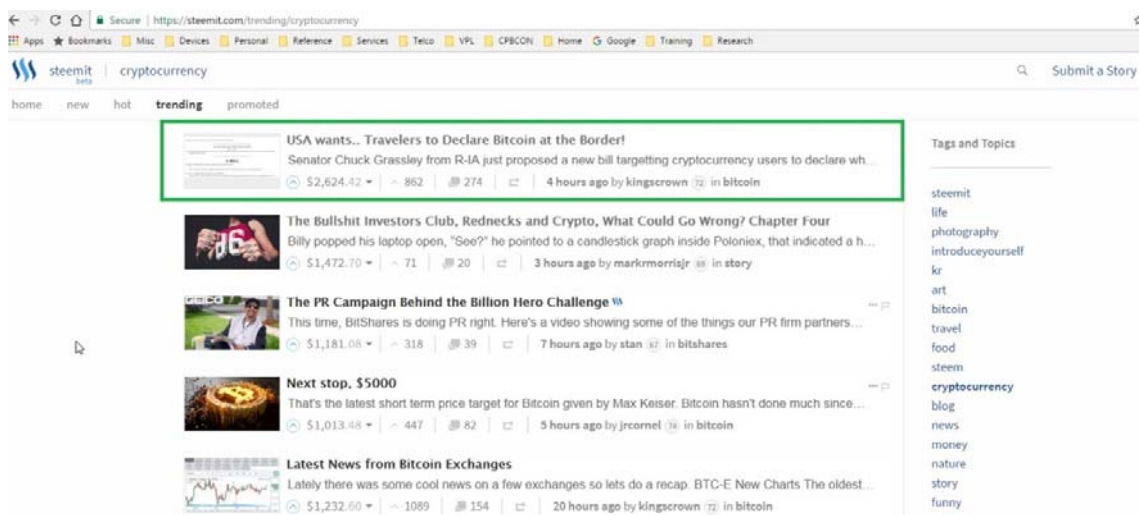 Secure | https://steemit.com/trending/cryptocurrency
Apps Bookmarks Misc Devices Personal Reference Services Telco VPL CPBCON Home Google Training Research
steemit beta | cryptocurrency Submit a Story
home new hot trending promoted
USA wants.. Travelers to Declare Bitcoin at the Border!
Senator Chuck Grassley from R-IA just proposed a new bill targetting cryptocurrency users to declare wh...
$2,624.42 862 274 4 hours ago by kingscrown 72 in bitcoin
The Bullshit Investors Club, Rednecks and Crypto, What Could Go Wrong? Chapter Four
Billy popped his laptop open, "See?" he pointed to a candlestick graph inside Poloniex, that indicated a h...
$1,472.70 71 20 3 hours ago by markrmorrisjr 69 in story
GEICO
The PR Campaign Behind the Billion Hero Challenge
This time, BitShares is doing PR right. Here's a video showing some of the things our PR firm partners...
$1,181.08 318 39 7 hours ago by stan 67 in bitshares
Next stop, $5000
That's the latest short term price target for Bitcoin given by Max Keiser. Bitcoin hasn't done much since...
$1,013.48 447 82 5 hours ago by jrcornel 74 in bitcoin
Latest News from Bitcoin Exchanges
Lately there was some cool news on a few exchanges so lets do a recap. BTC-E New Charts The oldest...
$1,232.60 1089 154 20 hours ago by kingscrown 72 in bitcoin
Tags and Topics
steemit
life
photography
introduceyourself
kr
art
bitcoin
travel
food
steem
cryptocurrency
blog
news
money
nature
story
funny